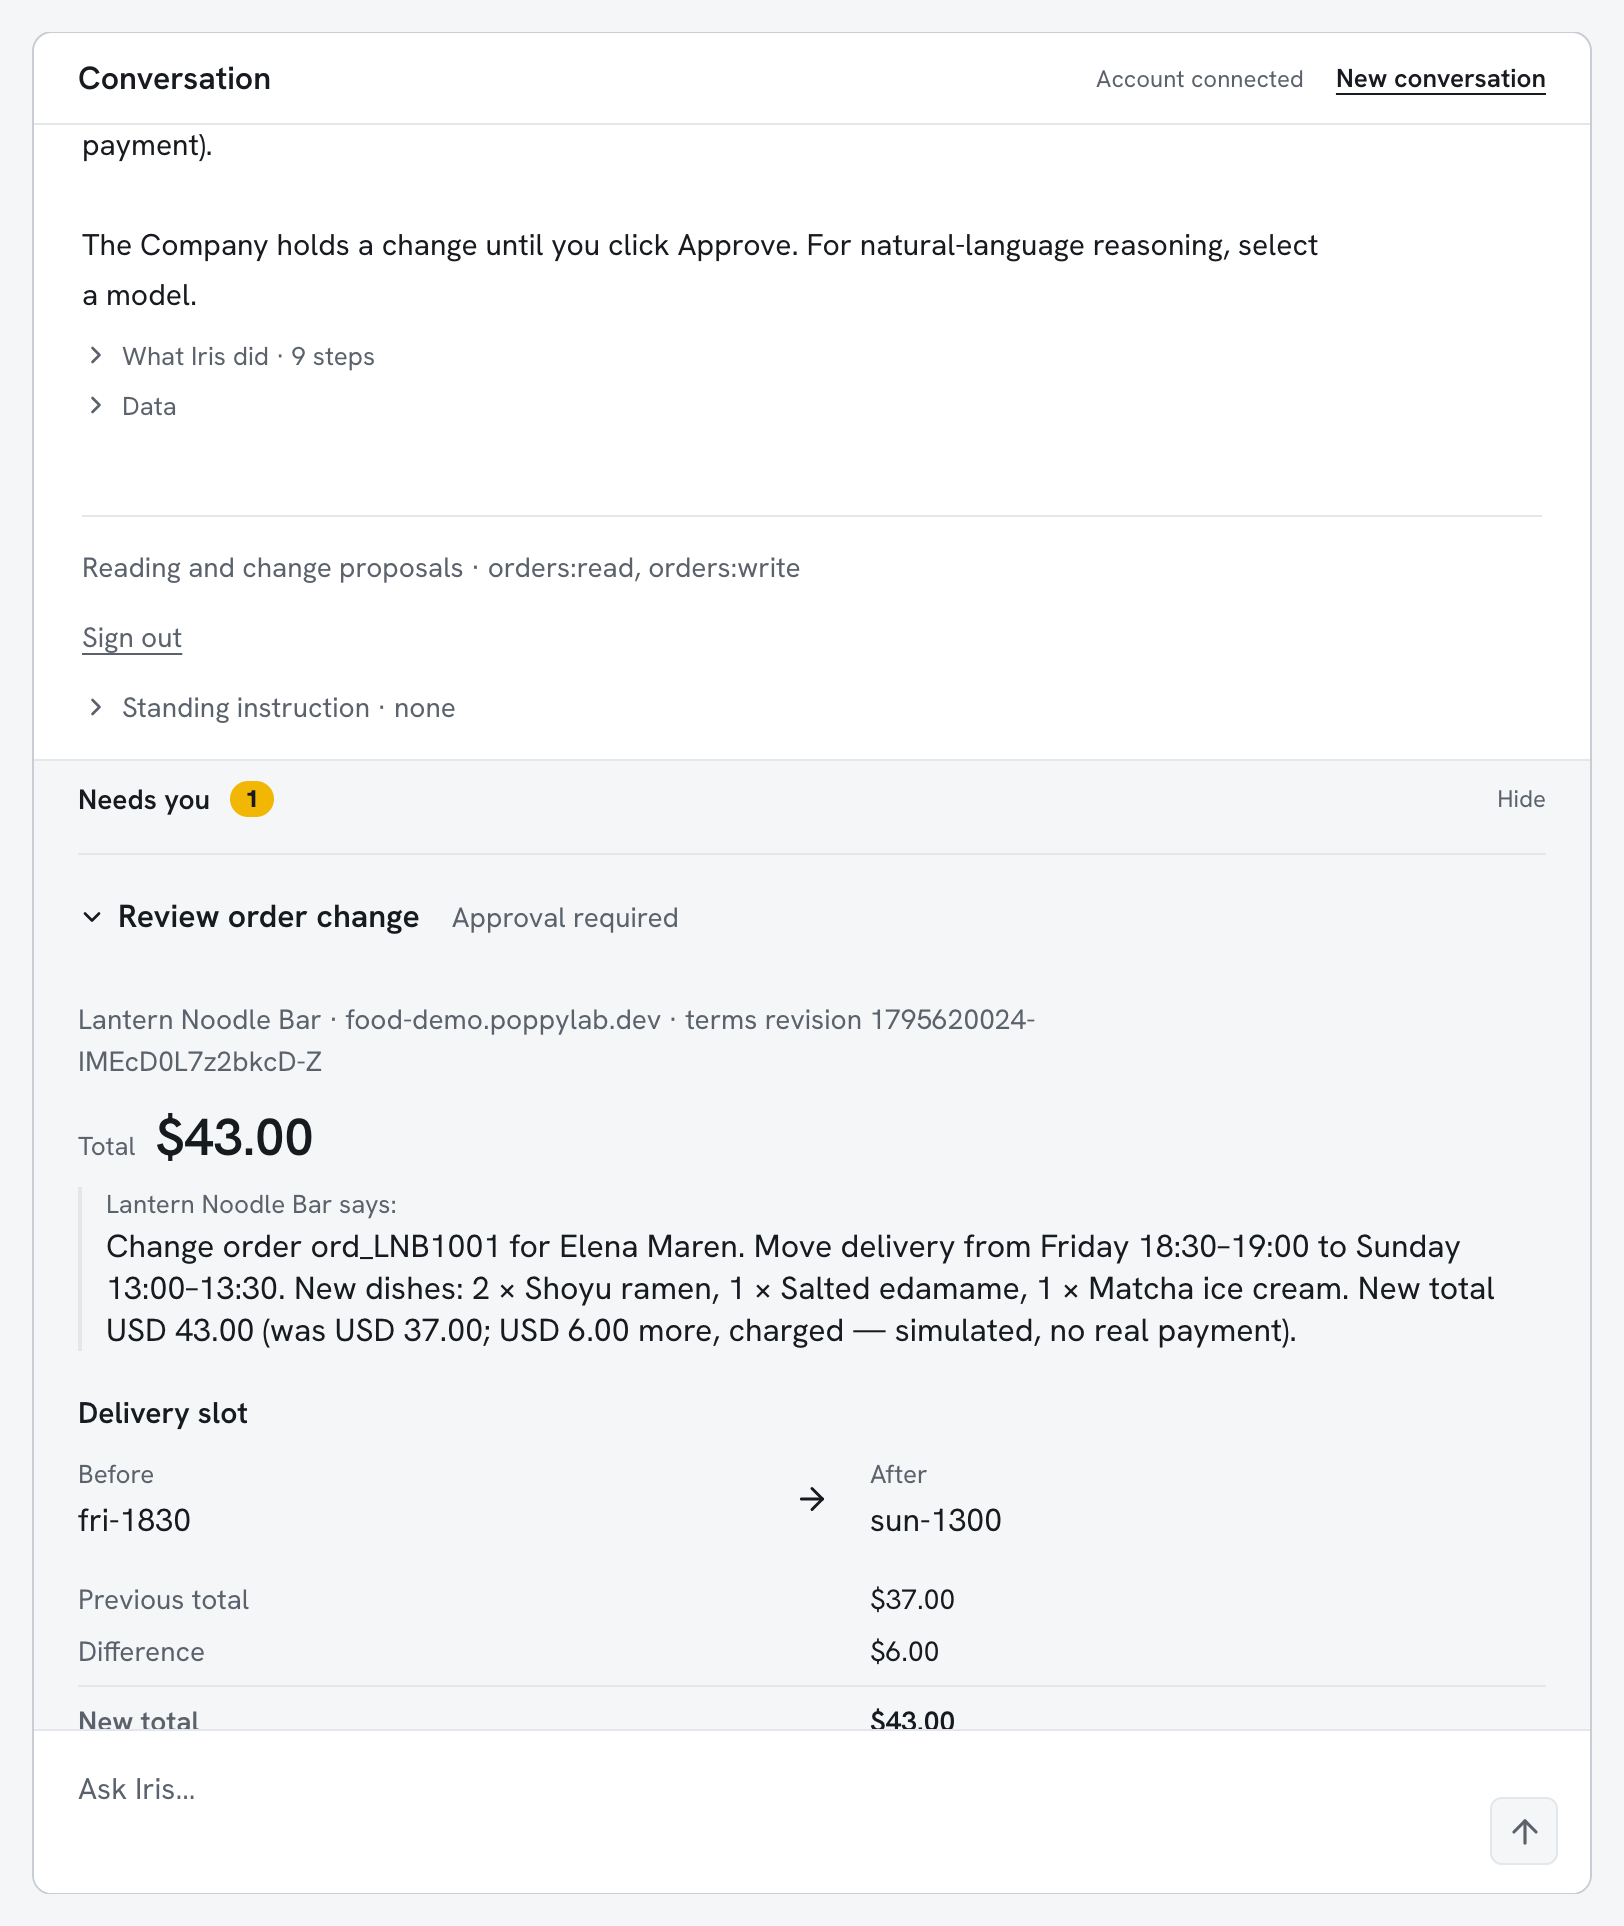 Conversation
Account connected
New conversation
payment).
The Company holds a change until you click Approve. For natural-language reasoning, select
a model.
What Iris did · 9 steps
Data
Reading and change proposals · orders:read, orders:write
Sign out
Standing instruction · none
Needs you 1
Hide
Review order change
Approval required
Lantern Noodle Bar · food-demo.poppylab.dev · terms revision 1795620024-
IMEcD0L7z2bkcD-Z
Total $43.00
Lantern Noodle Bar says:
Change order ord_LNB1001 for Elena Maren. Move delivery from Friday 18:30–19:00 to Sunday
13:00–13:30. New dishes: 2 × Shoyu ramen, 1 × Salted edamame, 1 × Matcha ice cream. New total
USD 43.00 (was USD 37.00; USD 6.00 more, charged — simulated, no real payment).
Delivery slot
Before
fri-1830
→
After
sun-1300
Previous total $37.00
Difference $6.00
New total $43.00
Ask Iris...